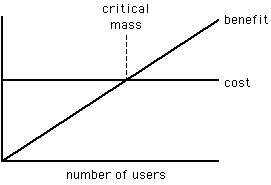 critical
mass
benefit
cost
number of users